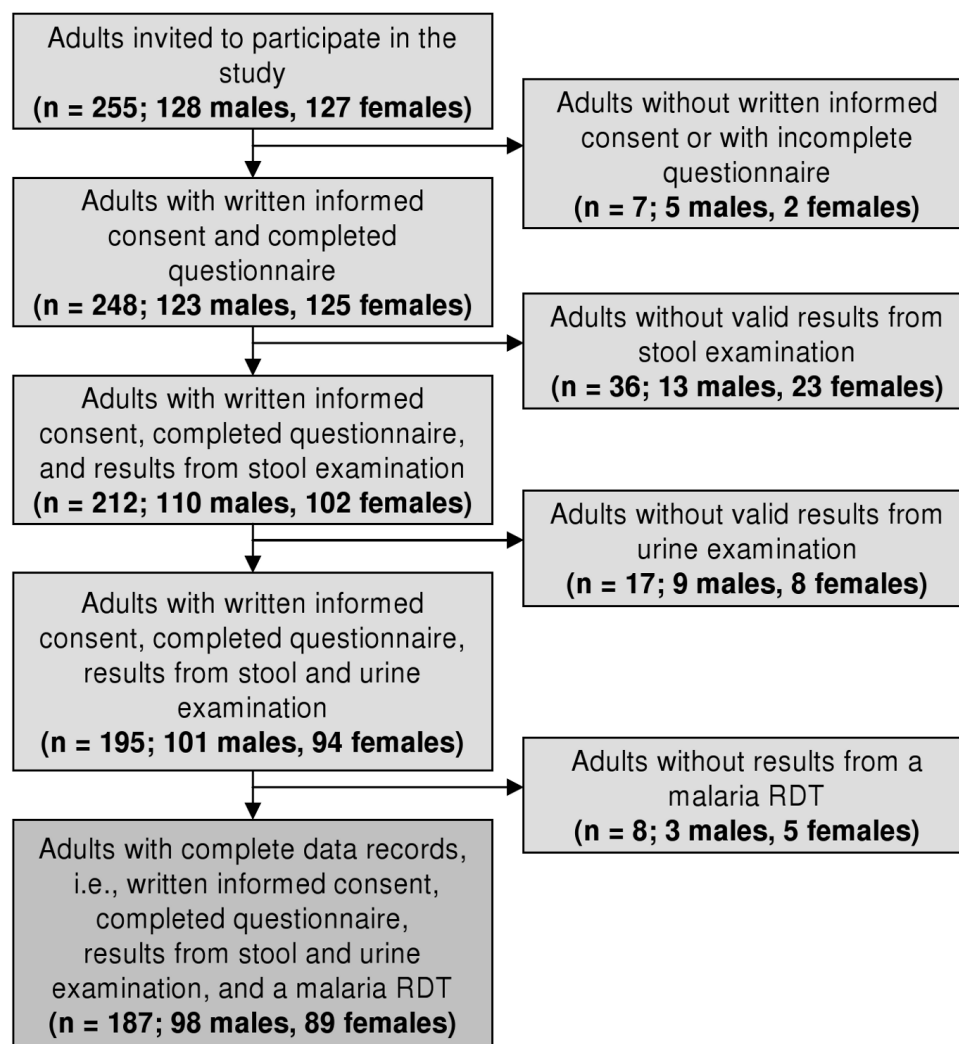 Adults invited to participate in the
study
(n = 255; 128 males, 127 females)
Adults without written informed
consent or with incomplete
questionnaire
(n = 7; 5 males, 2 females)
Adults with written informed
consent and completed
questionnaire
(n = 248; 123 males, 125 females)
Adults without valid results from
stool examination
(n = 36; 13 males, 23 females)
Adults with written informed
consent, completed questionnaire,
and results from stool examination
(n = 212; 110 males, 102 females)
Adults without valid results from
urine examination
(n = 17; 9 males, 8 females)
Adults with written informed
consent, completed questionnaire,
results from stool and urine
examination
(n = 195; 101 males, 94 females)
Adults without results from a
malaria RDT
(n = 8; 3 males, 5 females)
Adults with complete data records,
i.e., written informed consent,
completed questionnaire,
results from stool and urine
examination, and a malaria RDT
(n = 187; 98 males, 89 females)